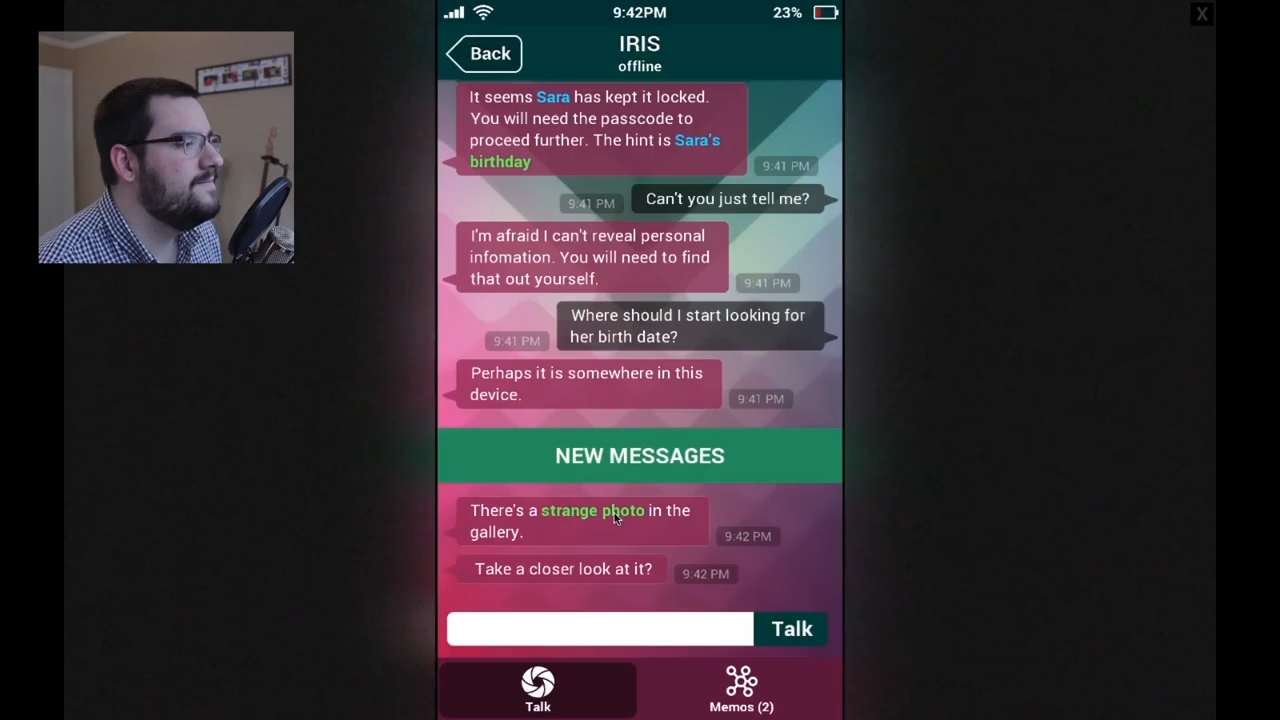 9:42PM
23%
X
Back
IRIS
offline
It seems Sara has kept it locked.
You will need the passcode to
proceed further. The hint is Sara's
birthday
9:41 PM
Can't you just tell me?
9:41 PM
I'm afraid I can't reveal personal
infomation. You will need to find
that out yourself.
9:41 PM
Where should I start looking for
her birth date?
9:41 PM
Perhaps it is somewhere in this
device.
9:41 PM
NEW MESSAGES
There's a strange photo in the
gallery.
9:42 PM
Take a closer look at it?
9:42 PM
Talk
Talk
Memos (2)